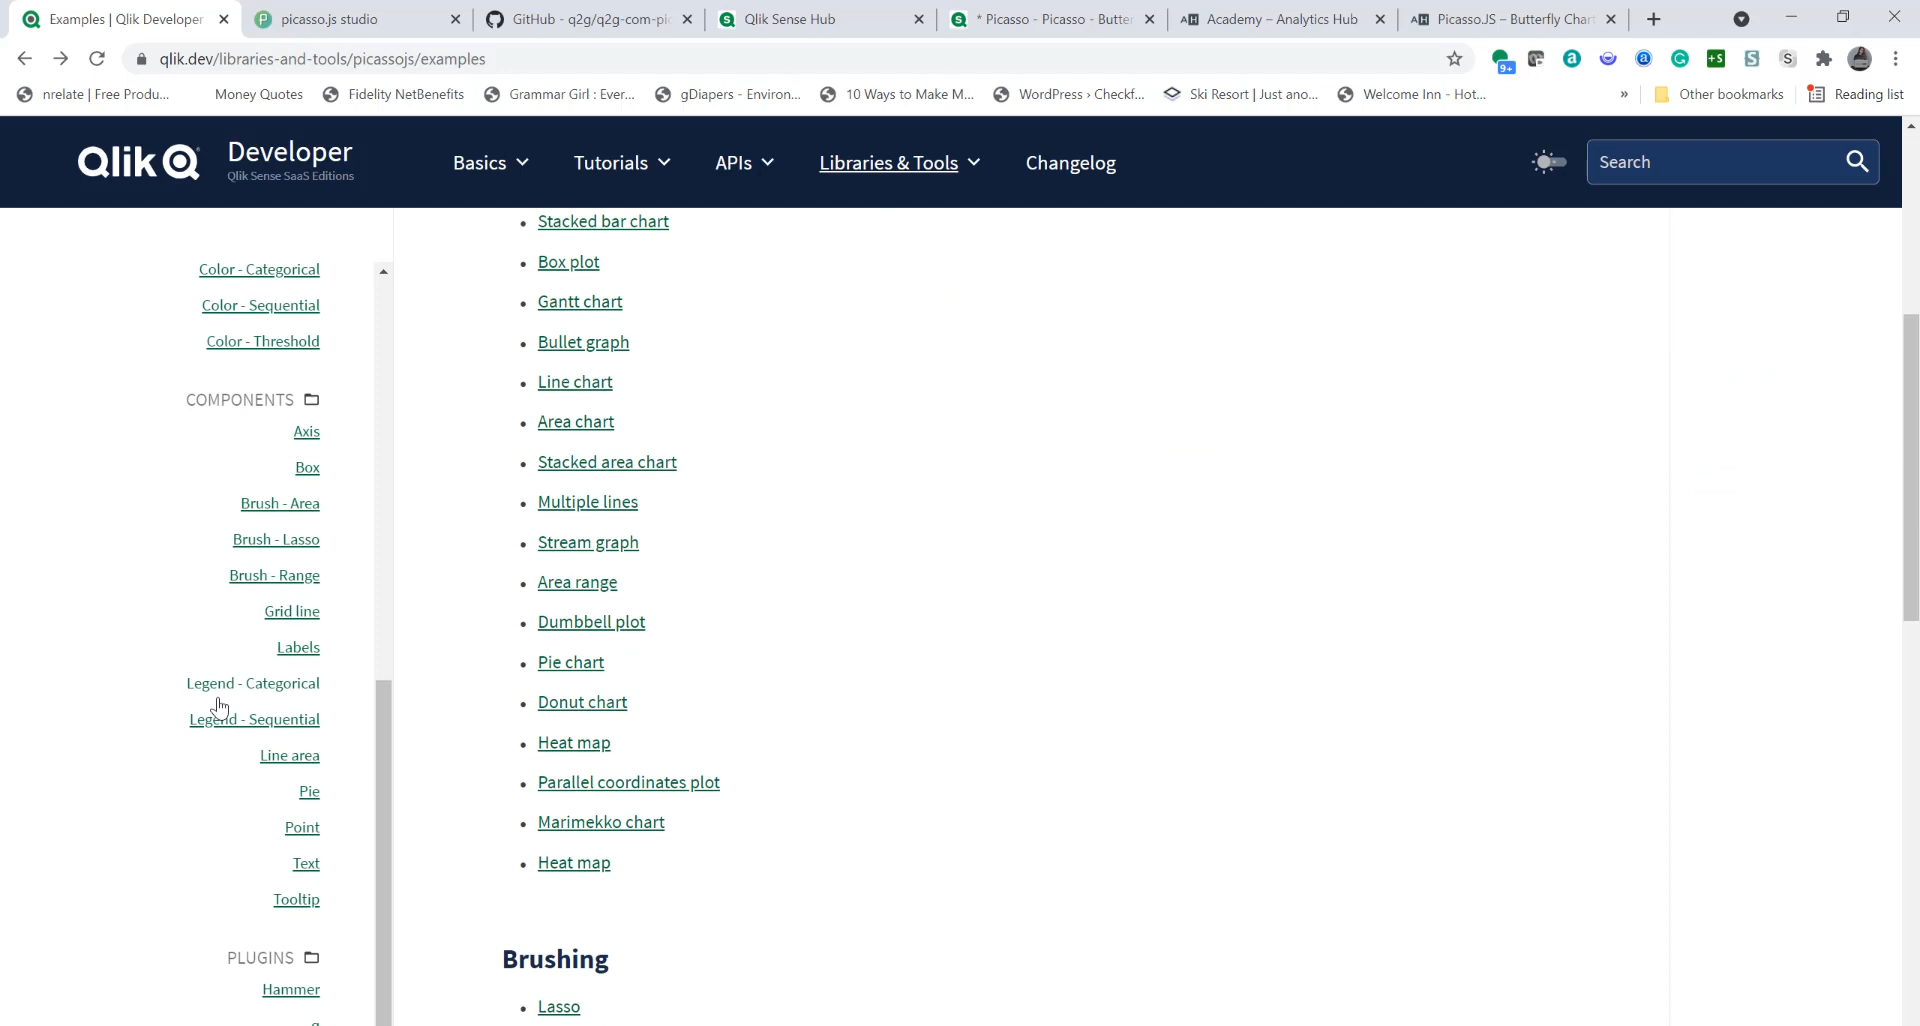 Examples | Qlik Developer
picasso.js studio
GitHub - q2g/q2g-com-pic
Qlik Sense Hub
* Picasso - Picasso - Butter
Academy – Analytics Hub
PicassoJS – Butterfly Chart
qlik.dev/libraries-and-tools/picassojs/examples
9+
nrelate | Free Produ...
Money Quotes
Fidelity NetBenefits
Grammar Girl : Ever...
gDiapers - Environ...
10 Ways to Make M...
WordPress › Checkf...
Ski Resort | Just ano...
Welcome Inn - Hot...
»
Other bookmarks
Reading list
Qlik
Developer
Qlik Sense SaaS Editions
Basics
Tutorials
APIs
Libraries & Tools
Changelog
Search
Color - Categorical
Color - Sequential
Color - Threshold
COMPONENTS
Axis
Box
Brush - Area
Brush - Lasso
Brush - Range
Grid line
Labels
Legend - Categorical
Legend - Sequential
Line area
Pie
Point
Text
Tooltip
PLUGINS
Hammer
q
• Stacked bar chart
• Box plot
• Gantt chart
• Bullet graph
• Line chart
• Area chart
• Stacked area chart
• Multiple lines
• Stream graph
• Area range
• Dumbbell plot
• Pie chart
• Donut chart
• Heat map
• Parallel coordinates plot
• Marimekko chart
• Heat map
Brushing
• Lasso